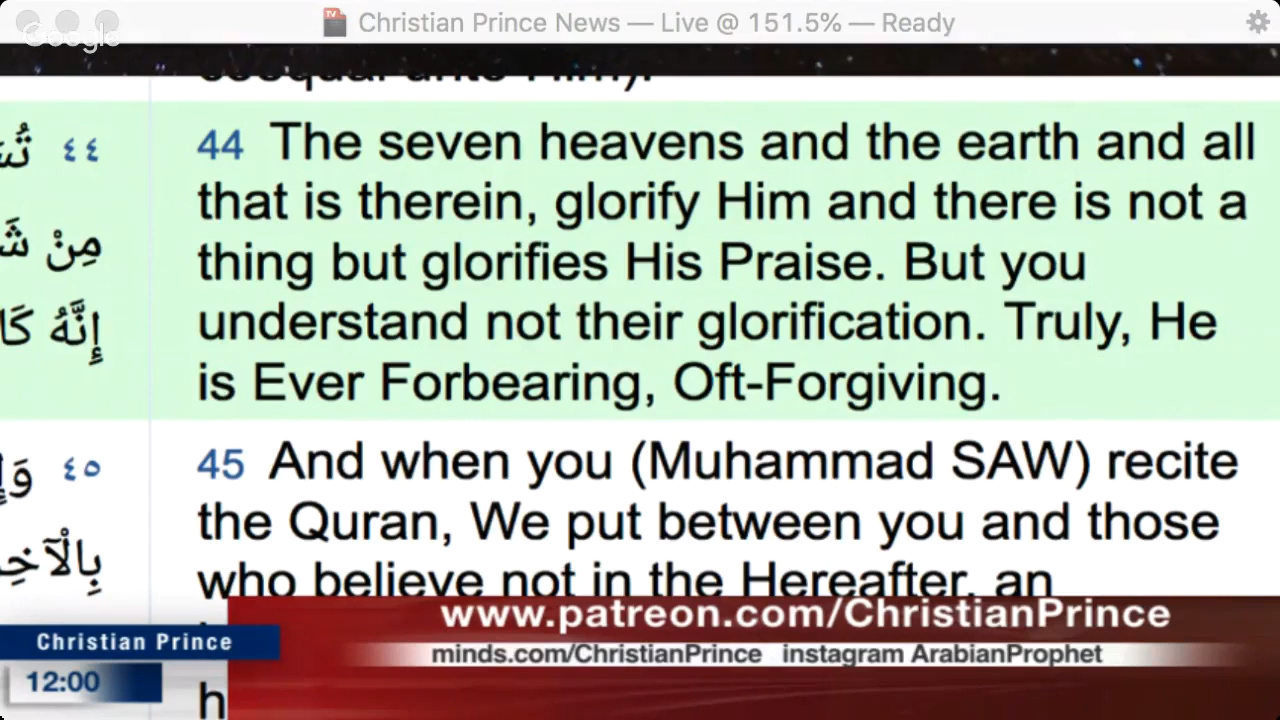 Christian Prince News — Live @ 151.5% — Ready
Google
coequal unto Him).
٤٤
44 The seven heavens and the earth and all
that is therein, glorify Him and there is not a
مِنْ
thing but glorifies His Praise. But you
إِنَّهُ
understand not their glorification. Truly, He
is Ever Forbearing, Oft-Forgiving.
٤٥
45 And when you (Muhammad SAW) recite
the Quran, We put between you and those
who believe not in the Hereafter, an
www.patreon.com/ChristianPrince
Christian Prince
minds.com/ChristianPrince instagram ArabianProphet
12:00